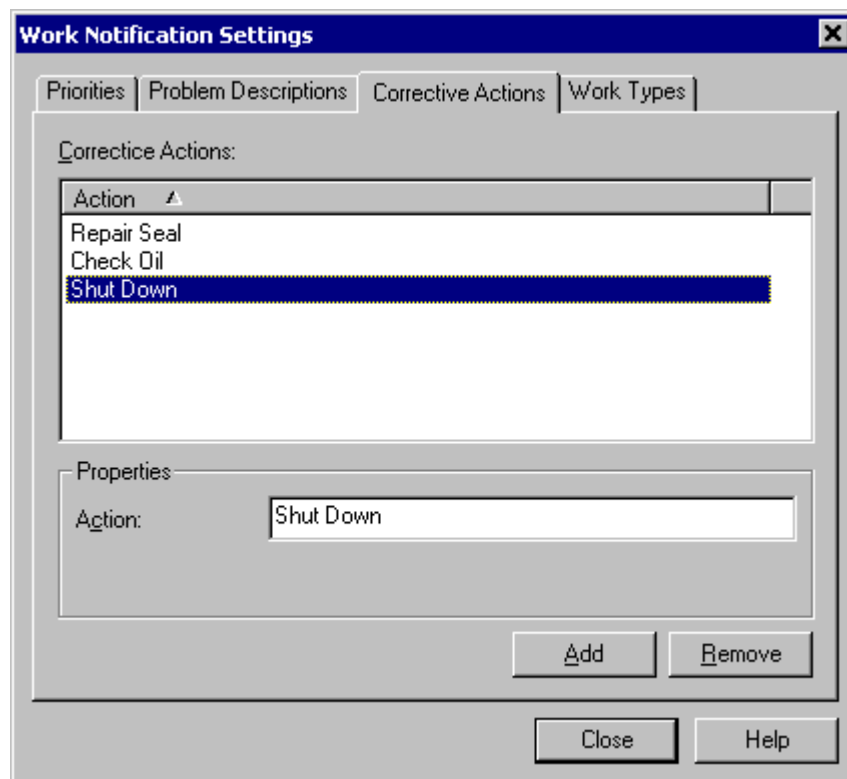 Work Notification Settings
Priorities Problem Descriptions Corrective Actions Work Types
Correctice Actions:
Action
Repair Seal
Check Oil
Shut Down
Properties
Action: Shut Down
Add Remove
Close Help